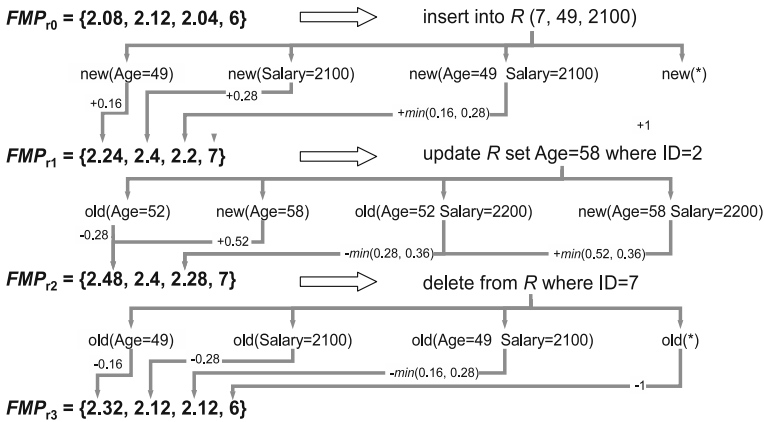 FMPr0 = {2.08, 2.12, 2.04, 6} insert into R (7, 49, 2100)
new(Age=49) new(Salary=2100) new(Age=49 Salary=2100) new(*)
+0.16 +0.28 +min(0.16, 0.28)
+1
FMPr1 = {2.24, 2.4, 2.2, 7} update R set Age=58 where ID=2
old(Age=52) new(Age=58) old(Age=52 Salary=2200) new(Age=58 Salary=2200)
-0.28 +0.52 -min(0.28, 0.36) +min(0.52, 0.36)
FMPr2 = {2.48, 2.4, 2.28, 7} delete from R where ID=7
old(Age=49) old(Salary=2100) old(Age=49 Salary=2100) old(*)
-0.16 -0.28 -min(0.16, 0.28) -1
FMPr3 = {2.32, 2.12, 2.12, 6}